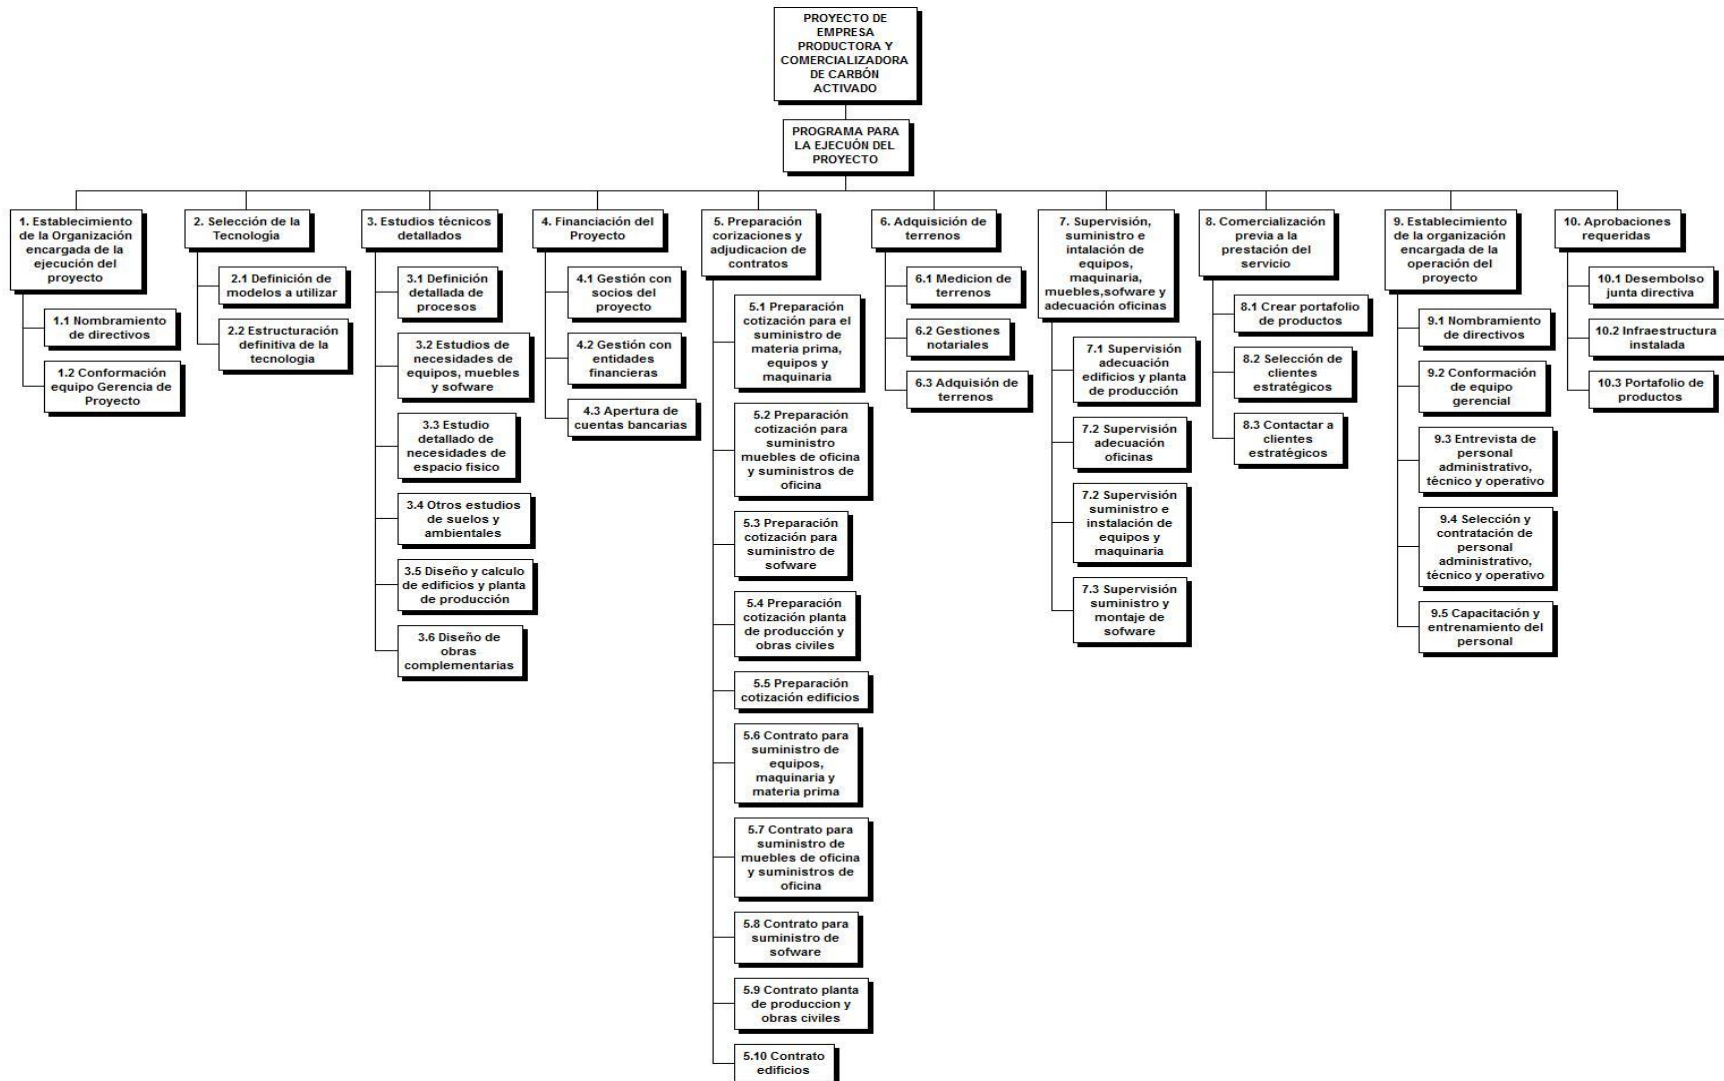 PROYECTO DE
EMPRESA
PRODUCTORA Y
COMERCIALIZADORA
DE CARBÓN
ACTIVADO
PROGRAMA PARA
LA EJECUÓN DEL
PROYECTO
1. Establecimiento
de la Organización
encargada de la
ejecución del
proyecto
1.1 Nombramiento
de directivos
1.2 Conformación
equipo Gerencia de
Proyecto
2. Selección de la
Tecnología
2.1 Definición de
modelos a utilizar
2.2 Estructuración
definitiva de la
tecnologia
3. Estudios técnicos
detallados
3.1 Definición
detallada de
procesos
3.2 Estudios de
necesidades de
equipos, muebles
y sofware
3.3 Estudio
detallado de
necesidades de
espacio fisico
3.4 Otros estudios
de suelos y
ambientales
3.5 Diseño y calculo
de edificios y planta
de producción
3.6 Diseño de
obras
complementarias
4. Financiación del
Proyecto
4.1 Gestión con
socios del
proyecto
4.2 Gestión con
entidades
financieras
4.3 Apertura de
cuentas bancarias
5. Preparación
corizaciones y
adjudicacion de
contratos
5.1 Preparación
cotización para el
suministro de
materia prima,
equipos y
maquinaria
5.2 Preparación
cotización para
suministro
muebles de oficina
y suministros de
oficina
5.3 Preparación
cotización para
suministro de
sofware
5.4 Preparación
cotización planta
de producción y
obras civiles
5.5 Preparación
cotización edificios
5.6 Contrato para
suministro de
equipos,
maquinaria y
materia prima
5.7 Contrato para
suministro de
muebles de oficina
y suministros de
oficina
5.8 Contrato para
suministro de
sofware
5.9 Contrato planta
de produccion y
obras civiles
5.10 Contrato
edificios
6. Adquisición de
terrenos
6.1 Medicion de
terrenos
6.2 Gestiones
notariales
6.3 Adquisión de
terrenos
7. Supervisión,
suministro e
intalación de
equipos,
maquinaria,
muebles,sofware y
adecuación oficinas
7.1 Supervisión
adecuación
edificios y planta
de producción
7.2 Supervisión
adecuación
oficinas
7.2 Supervisión
suministro e
instalación de
equipos y
maquinaria
7.3 Supervisión
suministro y
montaje de
sofware
8. Comercialización
previa a la
prestación del
servicio
8.1 Crear portafolio
de productos
8.2 Selección de
clientes
estratégicos
8.3 Contactar a
clientes
estratégicos
9. Establecimiento
de la organización
encargada de la
operación del
proyecto
9.1 Nombramiento
de directivos
9.2 Conformación
de equipo
gerencial
9.3 Entrevista de
personal
administrativo,
técnico y operativo
9.4 Selección y
contratación de
personal
administrativo,
técnico y operativo
9.5 Capacitación y
entrenamiento del
personal
10. Aprobaciones
requeridas
10.1 Desembolso
junta directiva
10.2 Infraestructura
instalada
10.3 Portafolio de
productos